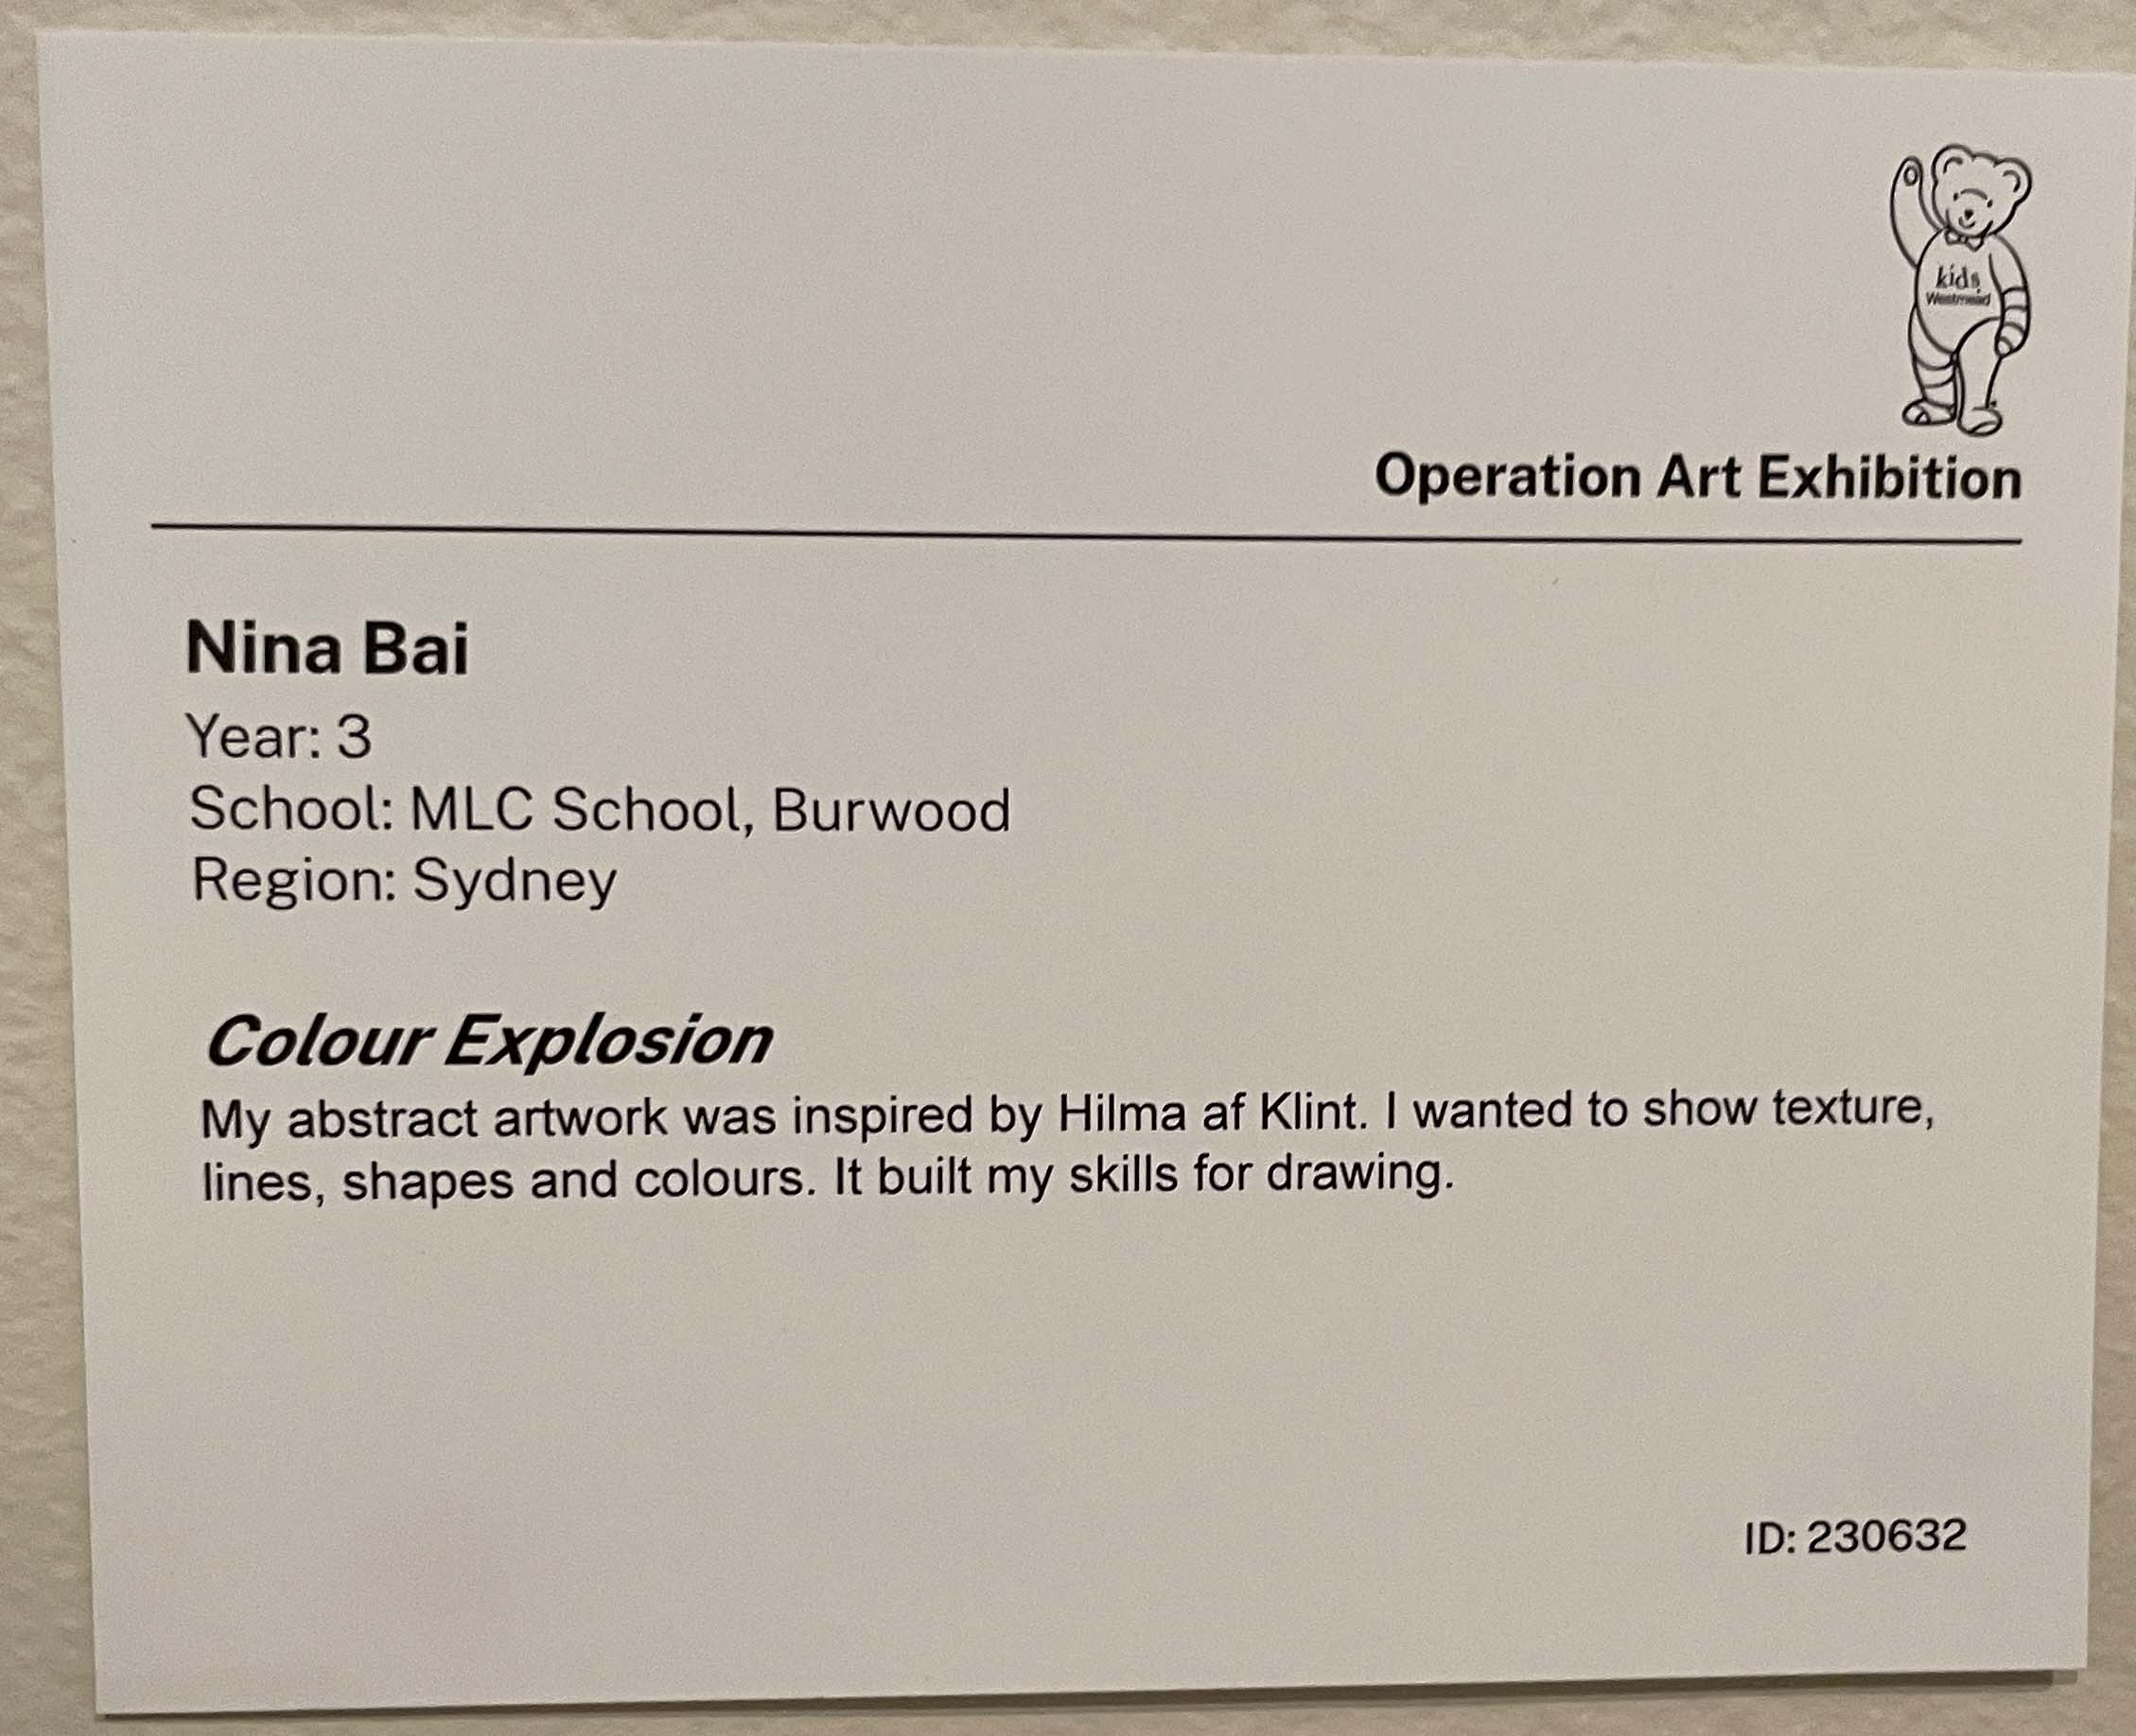 kids
Westmead
Operation Art Exhibition
Nina Bai
Year: 3
School: MLC School, Burwood
Region: Sydney
Colour Explosion
My abstract artwork was inspired by Hilma af Klint. I wanted to show texture,
lines, shapes and colours. It built my skills for drawing.
ID: 230632